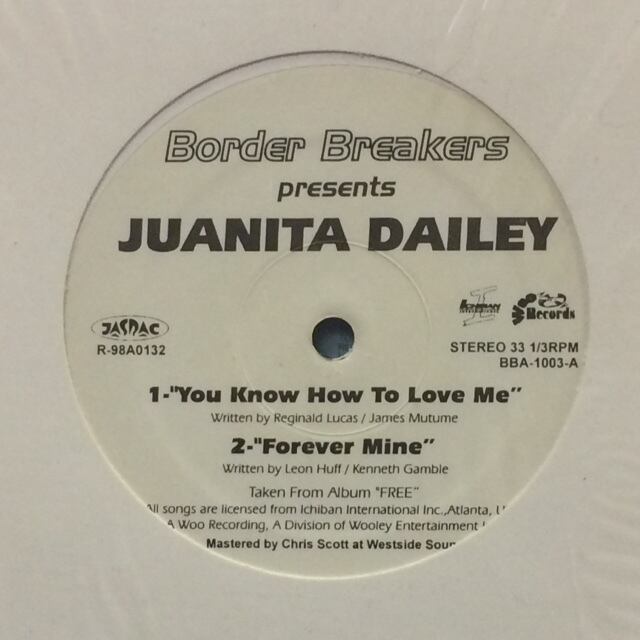 Border Breakers
presents
JUANITA DAILEY
JASRAC
R-98A0132
ICHIBAN
Records
STEREO 33 1/3RPM
BBA-1003-A
1-"You Know How To Love Me"
Written by Reginald Lucas / James Mutume
2-"Forever Mine"
Written by Leon Huff / Kenneth Gamble
Taken From Album "FREE"
All songs are licensed from Ichiban International Inc.,Atlanta,
A Woo Recording, A Division of Wooley Entertainment
Mastered by Chris Scott at Westside